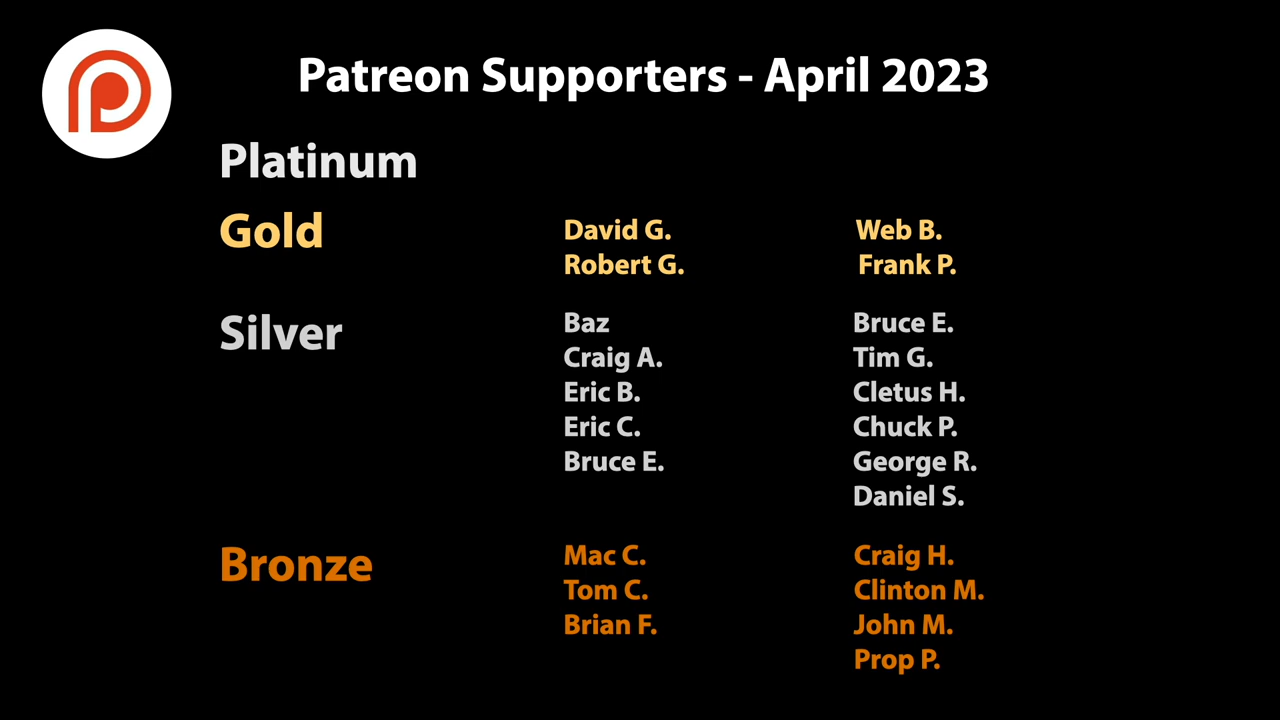 Patreon Supporters - April 2023
Platinum
Gold
David G.
Web B.
Robert G.
Frank P.
Silver
Baz
Bruce E.
Craig A.
Tim G.
Eric B.
Cletus H.
Eric C.
Chuck P.
Bruce E.
George R.
Daniel S.
Bronze
Mac C.
Craig H.
Tom C.
Clinton M.
Brian F.
John M.
Prop P.